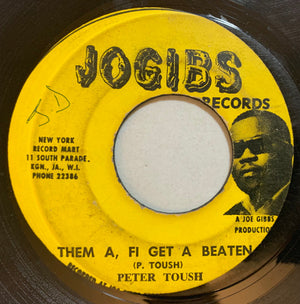 JOGIBS
RECORDS
NEW YORK
RECORD MART
11 SOUTH PARADE.
KGN., JA., W.I.
PHONE 22386
A JOE GIBBS
PRODUCTION
THEM A, FI GET A BEATEN
(P. TOUSH)
PETER TOUSH